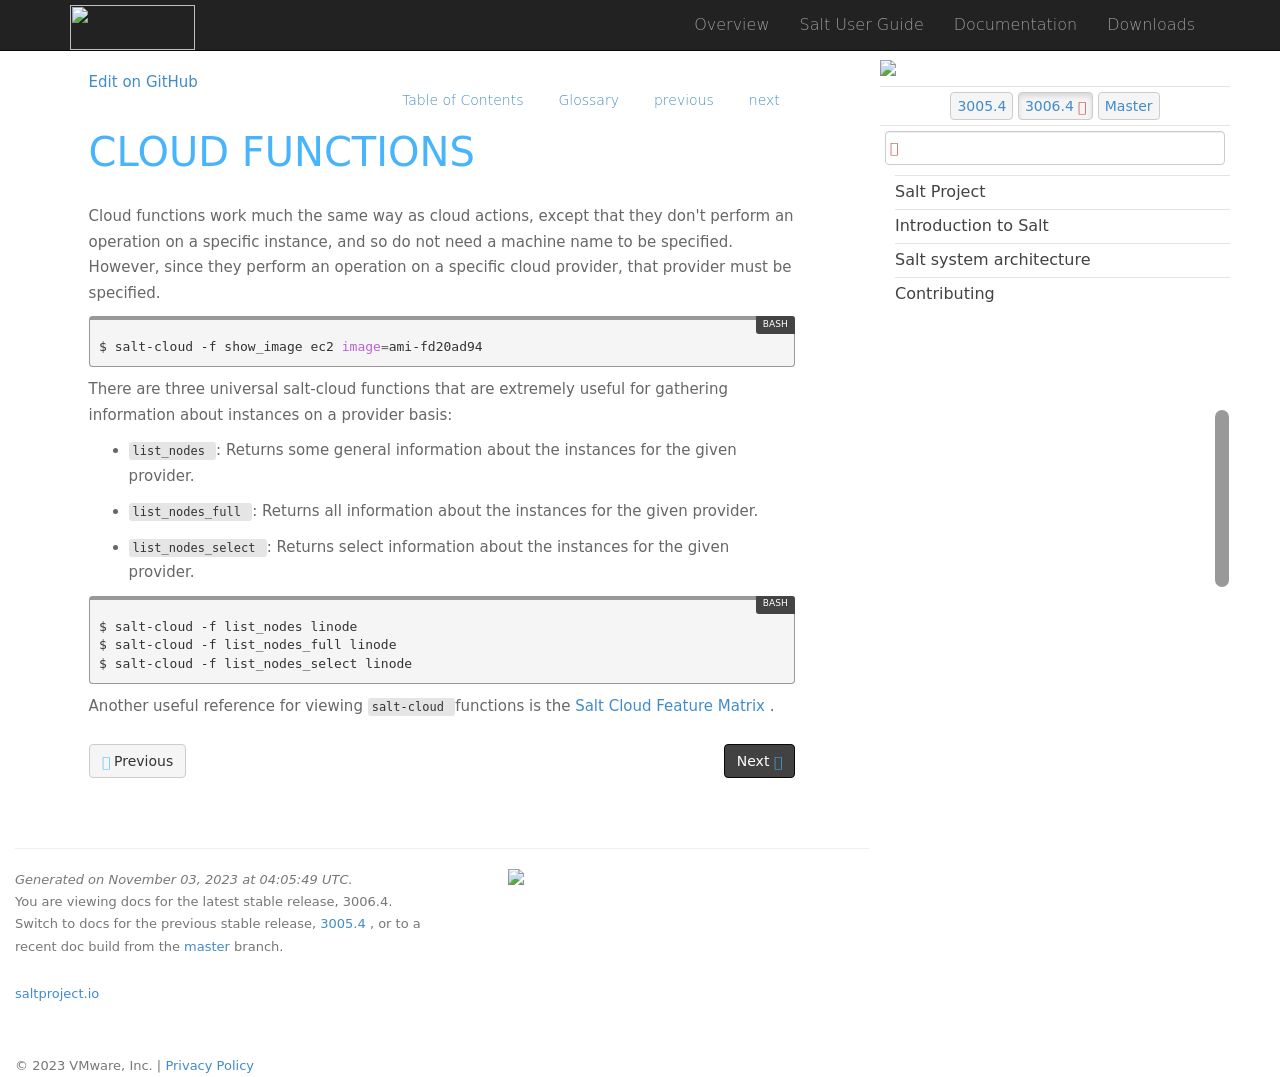 Overview Salt User Guide Documentation Downloads
Edit on GitHub
Table of Contents Glossary previous next
CLOUD FUNCTIONS
Cloud functions work much the same way as cloud actions, except that they don't perform an
operation on a specific instance, and so do not need a machine name to be specified.
However, since they perform an operation on a specific cloud provider, that provider must be
specified.
BASH
$ salt-cloud -f show_image ec2 image=ami-fd20ad94
There are three universal salt-cloud functions that are extremely useful for gathering
information about instances on a provider basis:
• list_nodes : Returns some general information about the instances for the given
provider.
• list_nodes_full : Returns all information about the instances for the given provider.
• list_nodes_select : Returns select information about the instances for the given
provider.
BASH
$ salt-cloud -f list_nodes linode
$ salt-cloud -f list_nodes_full linode
$ salt-cloud -f list_nodes_select linode
Another useful reference for viewing salt-cloud functions is the Salt Cloud Feature Matrix .
Previous Next
3005.4 3006.4 Master
Salt Project
Introduction to Salt
Salt system architecture
Contributing
Generated on November 03, 2023 at 04:05:49 UTC.
You are viewing docs for the latest stable release, 3006.4.
Switch to docs for the previous stable release, 3005.4 , or to a
recent doc build from the master branch.
saltproject.io
© 2023 VMware, Inc. | Privacy Policy